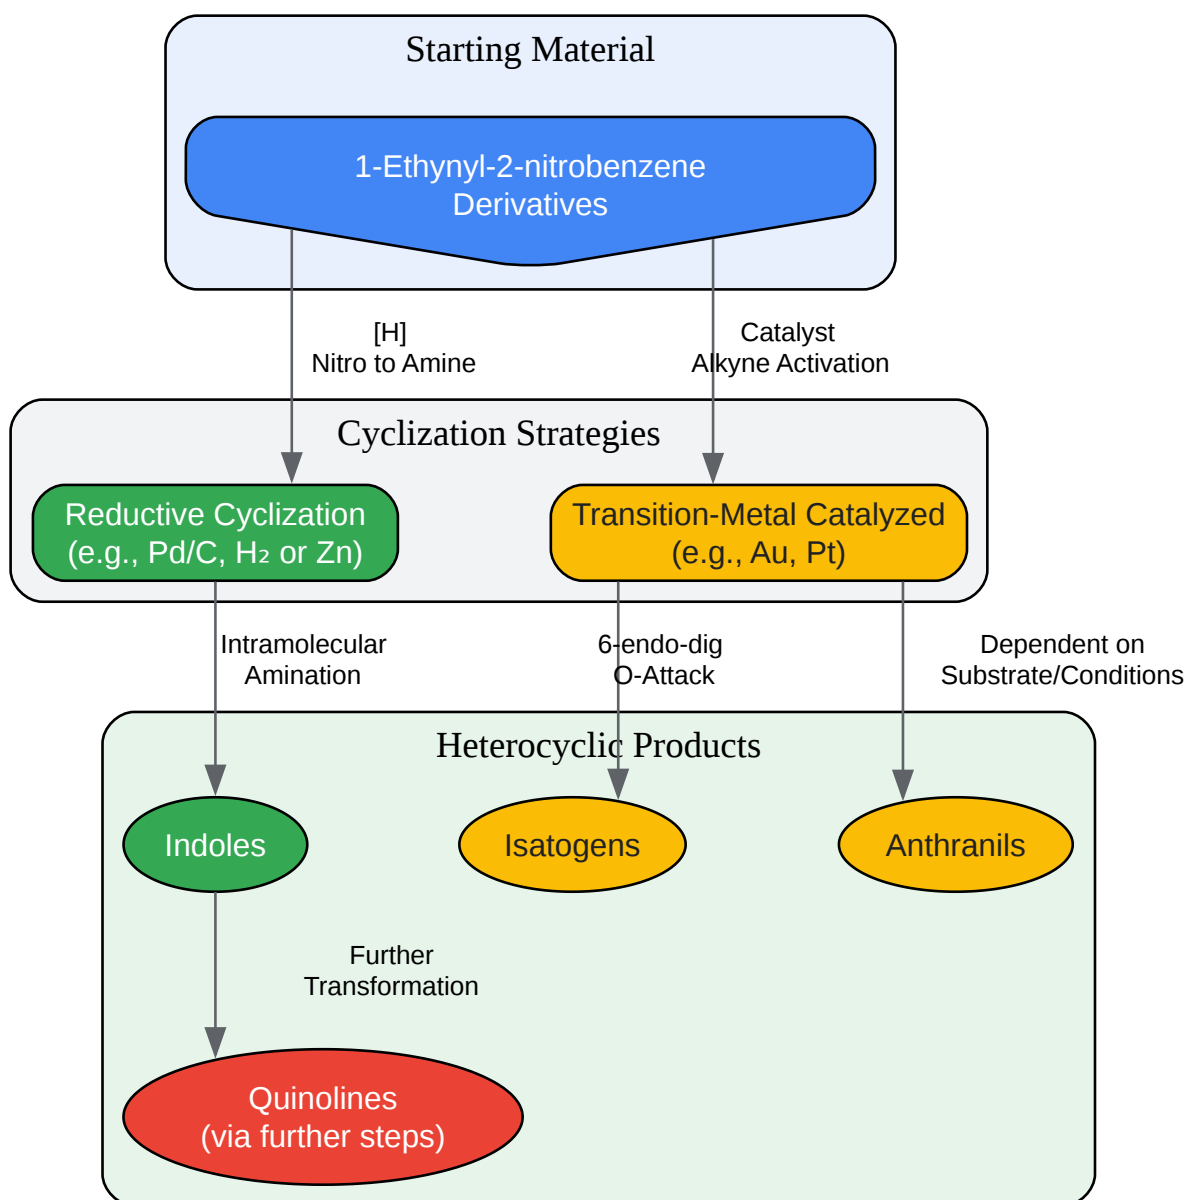 Starting Material
1-Ethynyl-2-nitrobenzene
Derivatives
[H]
Nitro to Amine
Catalyst
Alkyne Activation
Cyclization Strategies
Reductive Cyclization
(e.g., Pd/C, H₂ or Zn)
Transition-Metal Catalyzed
(e.g., Au, Pt)
Intramolecular
Amination
6-endo-dig
O-Attack
Dependent on
Substrate/Conditions
Heterocyclic Products
Indoles
Isatogens
Anthranils
Further
Transformation
Quinolines
(via further steps)